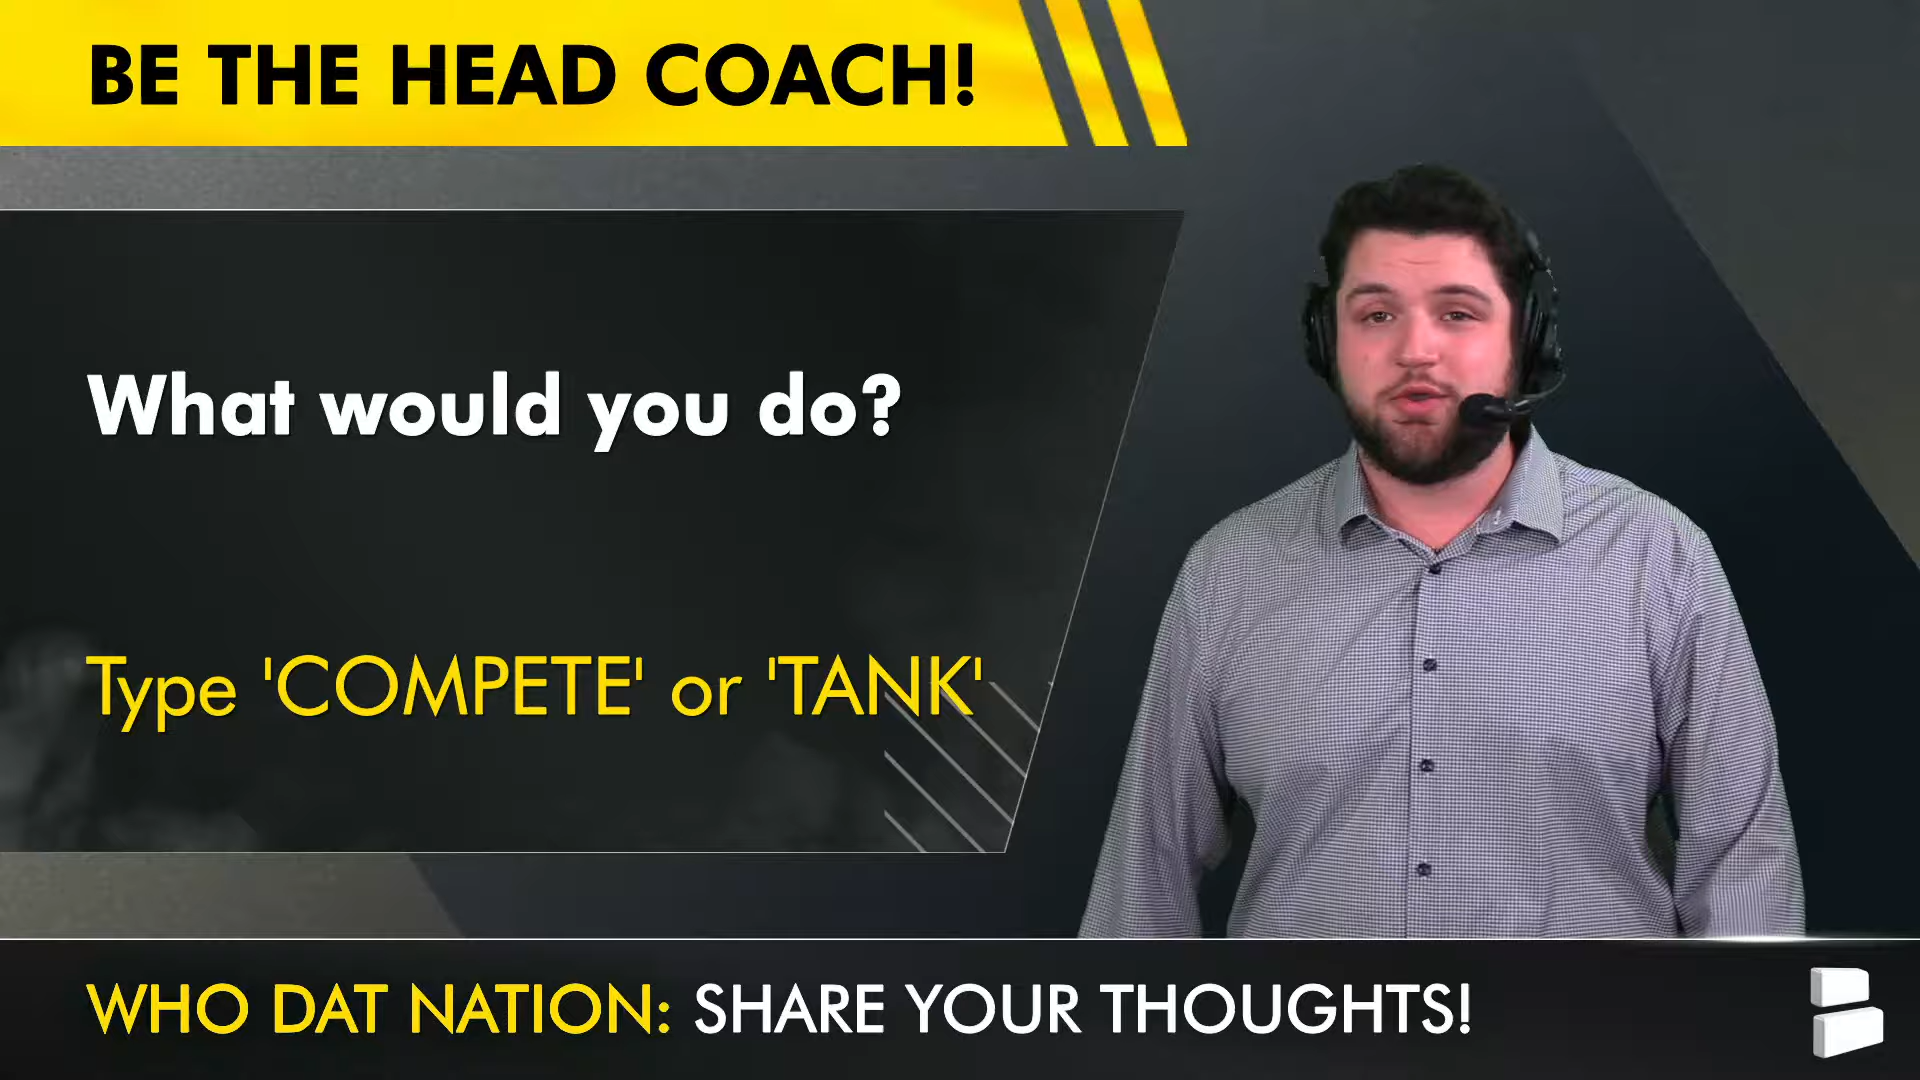 BE THE HEAD COACH!
What would you do?
Type 'COMPETE' or 'TANK'
WHO DAT NATION: SHARE YOUR THOUGHTS!